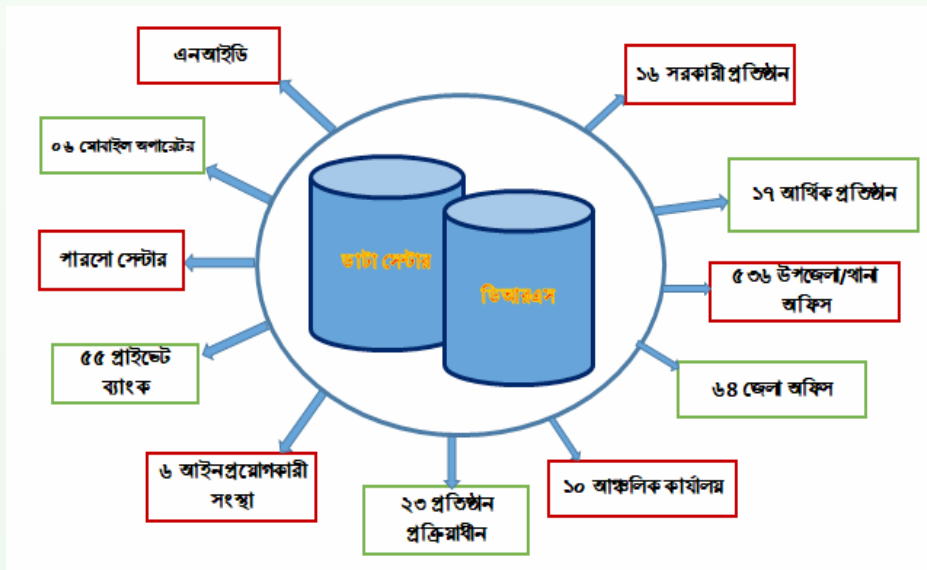 এনআইডি
১৬ সরকারী প্রতিষ্ঠান
০৬ মোবাইল অপারেটর
১৭ আর্থিক প্রতিষ্ঠান
পারসো সেন্টার
ডাটা সেন্টার
ডিআরএস
৫৩৬ উপজেলা/থানা
অফিস
৫৫ প্রাইভেট
ব্যাংক
৬৪ জেলা অফিস
৬ আইনপ্রয়োগকারী
সংস্থা
২৩ প্রতিষ্ঠান
প্রক্রিয়াধীন
১০ আঞ্চলিক কার্যালয়